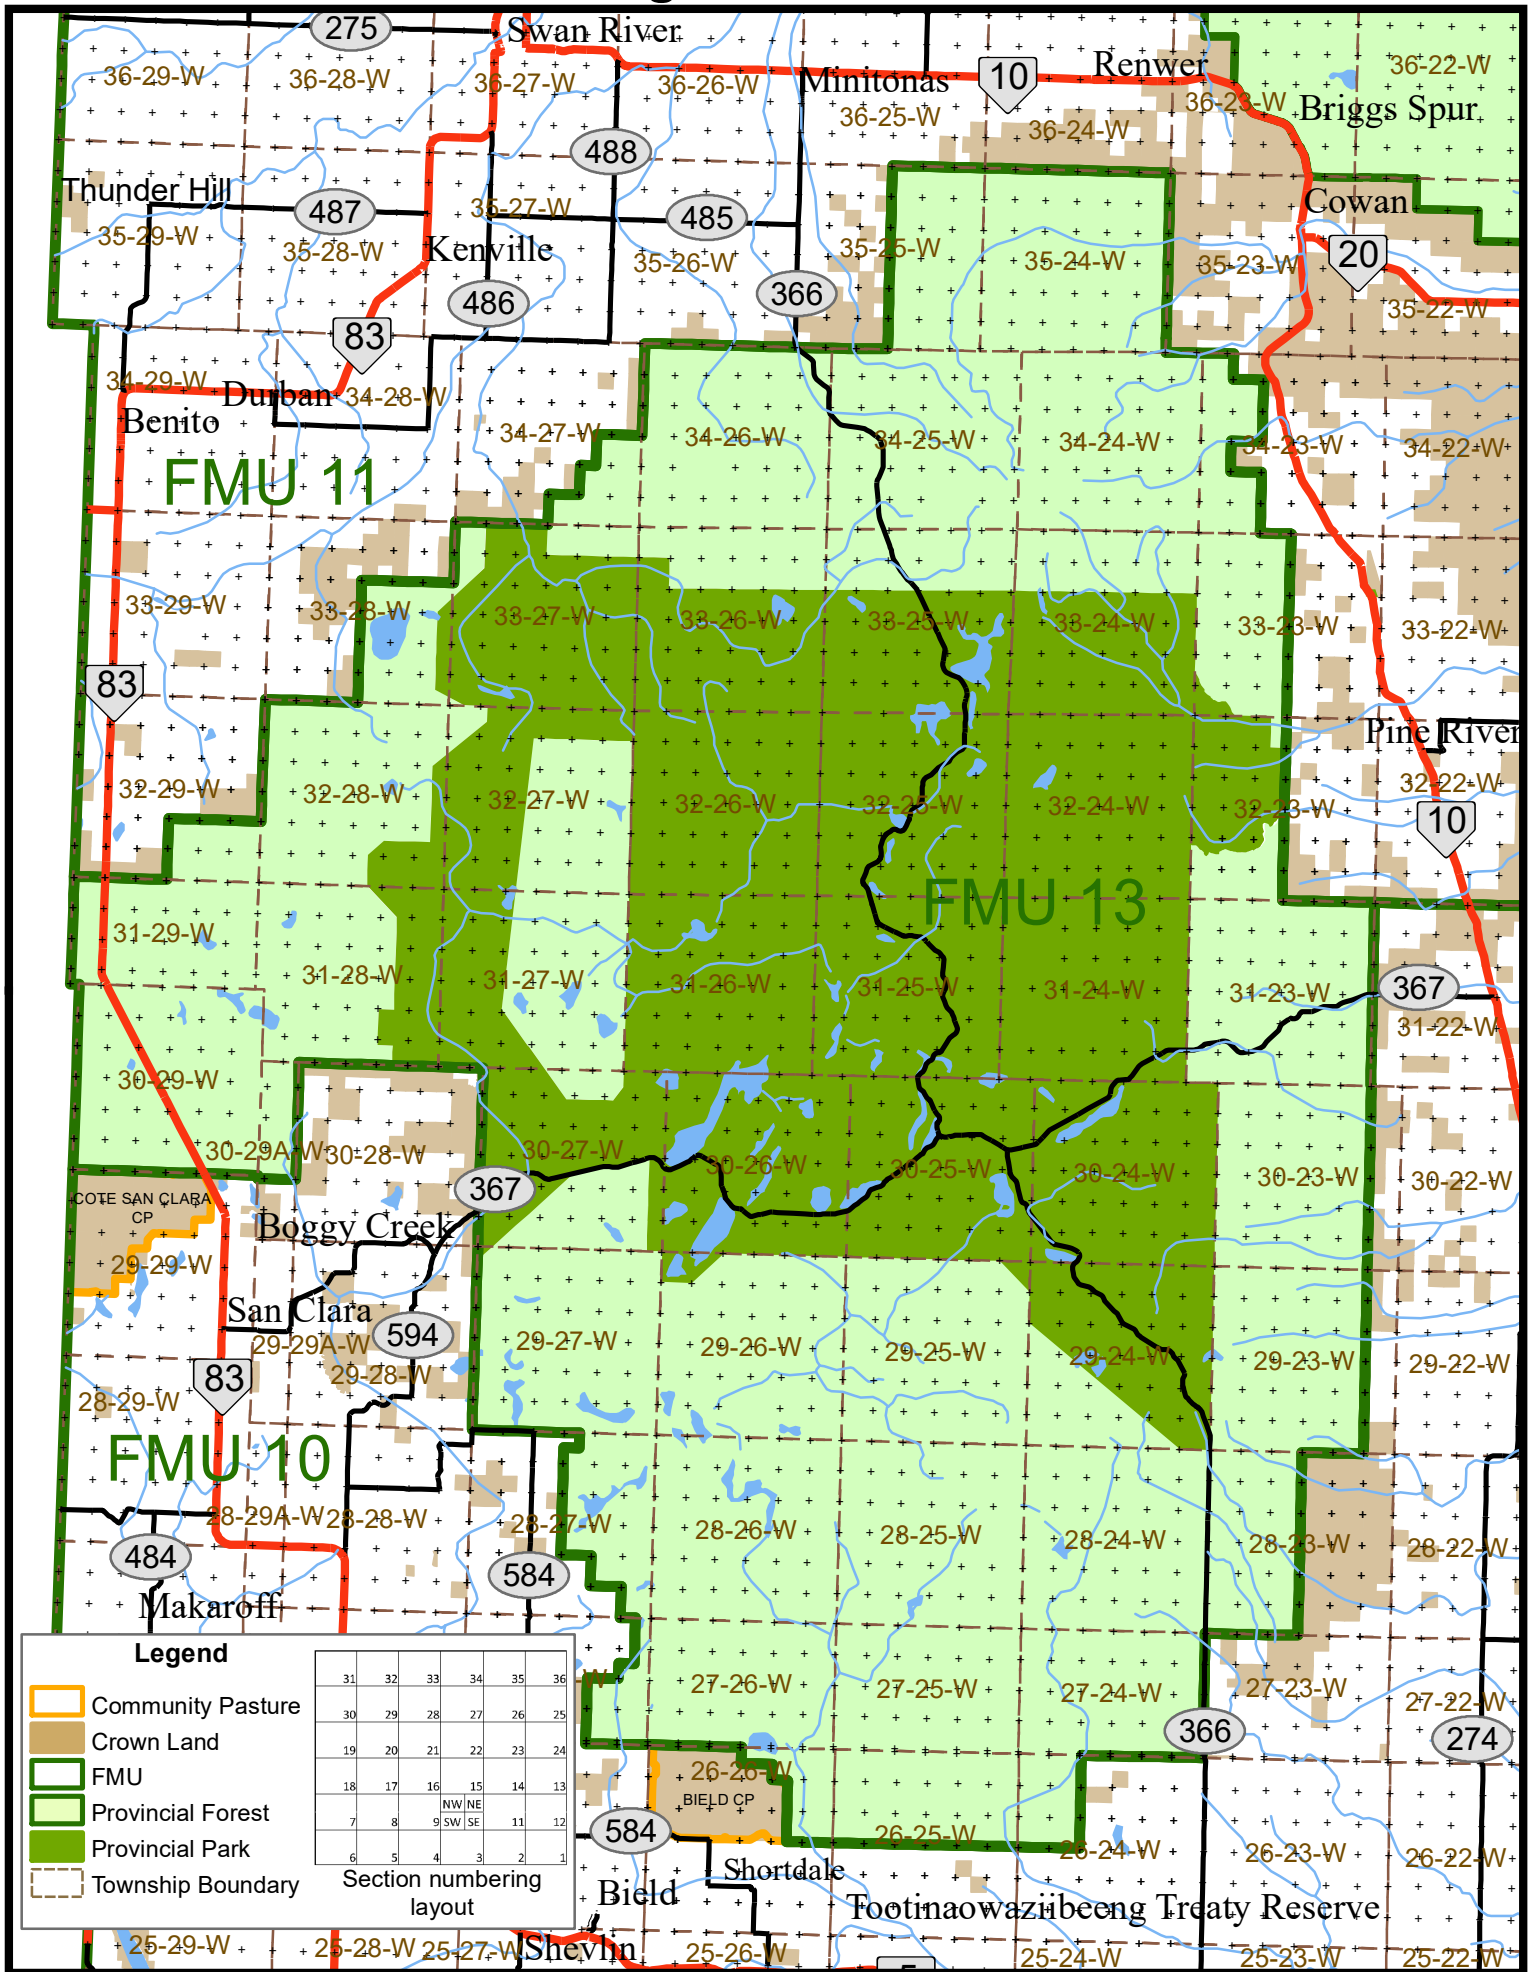 275
Swan River
36-29-W
36-28-W
36-27-W
36-26-W
Minitonas
36-25-W
10
Renwer
36-24-W
36-23-W
36-22-W
Briggs Spur
488
Thunder Hill
487
35-27-W
485
Cowan
35-29-W
35-28-W
Kenville
35-26-W
35-25-W
35-24-W
35-23-W
20
486
366
35-22-W
83
34-29-W
Durban
34-28-W
Benito
34-27-W
34-26-W
34-25-W
34-24-W
34-23-W
34-22-W
FMU 11
33-29-W
33-28-W
33-27-W
33-26-W
33-25-W
33-24-W
33-23-W
33-22-W
83
Pine River
32-29-W
32-28-W
32-27-W
32-26-W
32-25-W
32-24-W
32-23-W
32-22-W
10
FMU 13
31-29-W
31-28-W
31-27-W
31-26-W
31-25-W
31-24-W
31-23-W
367
31-22-W
30-29-W
30-29A-W
30-28-W
30-27-W
30-26-W
30-25-W
30-24-W
30-23-W
30-22-W
COTE SAN CLARA
CP
367
Boggy Creek
29-29-W
San Clara
594
29-29A-W
29-28-W
29-27-W
29-26-W
29-25-W
29-24-W
29-23-W
29-22-W
83
28-29-W
FMU 10
28-29A-W
28-28-W
28-27-W
28-26-W
28-25-W
28-24-W
28-23-W
28-22-W
484
584
Makaroff
27-26-W
27-25-W
27-24-W
27-23-W
27-22-W
366
274
26-26-W
BIELD CP
584
26-25-W
26-24-W
26-23-W
26-22-W
Shortdale
Bield
Tootinaowaziibeeng Treaty Reserve
Shevlin
25-29-W
25-28-W
25-27-W
25-26-W
25-24-W
25-23-W
25-22-W
Legend
Community Pasture
Crown Land
FMU
Provincial Forest
Provincial Park
Township Boundary
31 32 33 34 35 36
30 29 28 27 26 25
19 20 21 22 23 24
18 17 16 15 14 13
NW NE
7 8 9 SW SE 11 12
6 5 4 3 2 1
Section numbering
layout